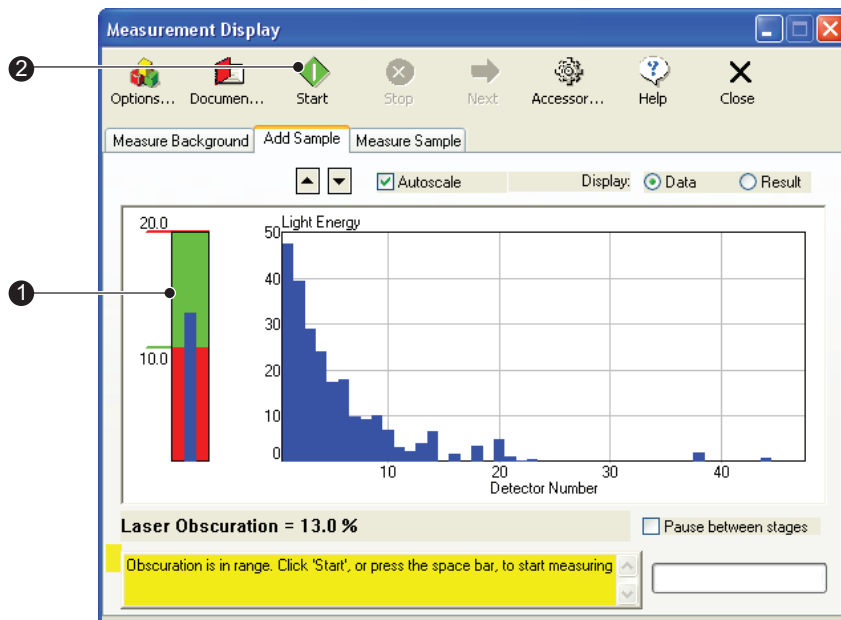 Measurement Display
2
Options... Documen... Start Stop Next Accessor... Help Close
Measure Background Add Sample Measure Sample
Autoscale Display: Data Result
20.0
50 Light Energy
40
1
30
10.0
20
10
0
10 20 30 40
Detector Number
Laser Obscuration = 13.0 %
Pause between stages
Obscuration is in range. Click 'Start', or press the space bar, to start measuring